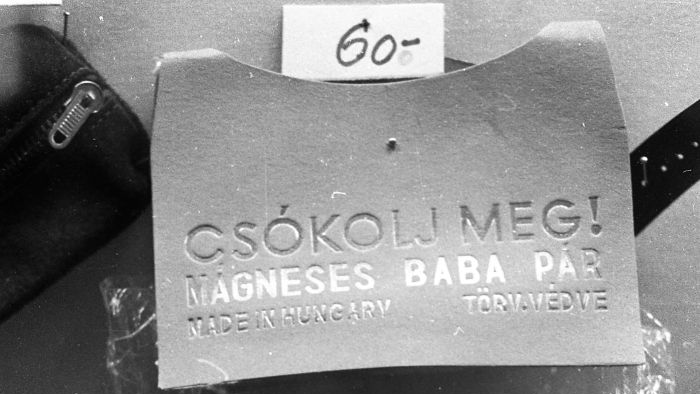 60.-
CSÓKOLJ MEG!
MÁGNESES BABA PÁR
MADE IN HUNGARY TÖRV.VÉDVE